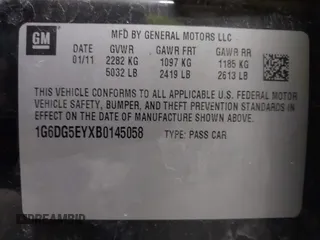 GM
MFD BY GENERAL MOTORS LLC
DATE GVWR GAWR FRT GAWR RR
01/11 2282 KG 1097 KG 1185 KG
5032 LB 2419 LB 2613 LB
THIS VEHICLE CONFORMS TO ALL APPLICABLE U.S. FEDERAL MOTOR
VEHICLE SAFETY, BUMPER, AND THEFT PREVENTION STANDARDS IN
EFFECT ON THE DATE OF MANUFACTURE SHOWN ABOVE.
1G6DG5EYXB0145058 TYPE: PASS CAR
XTREAMBID